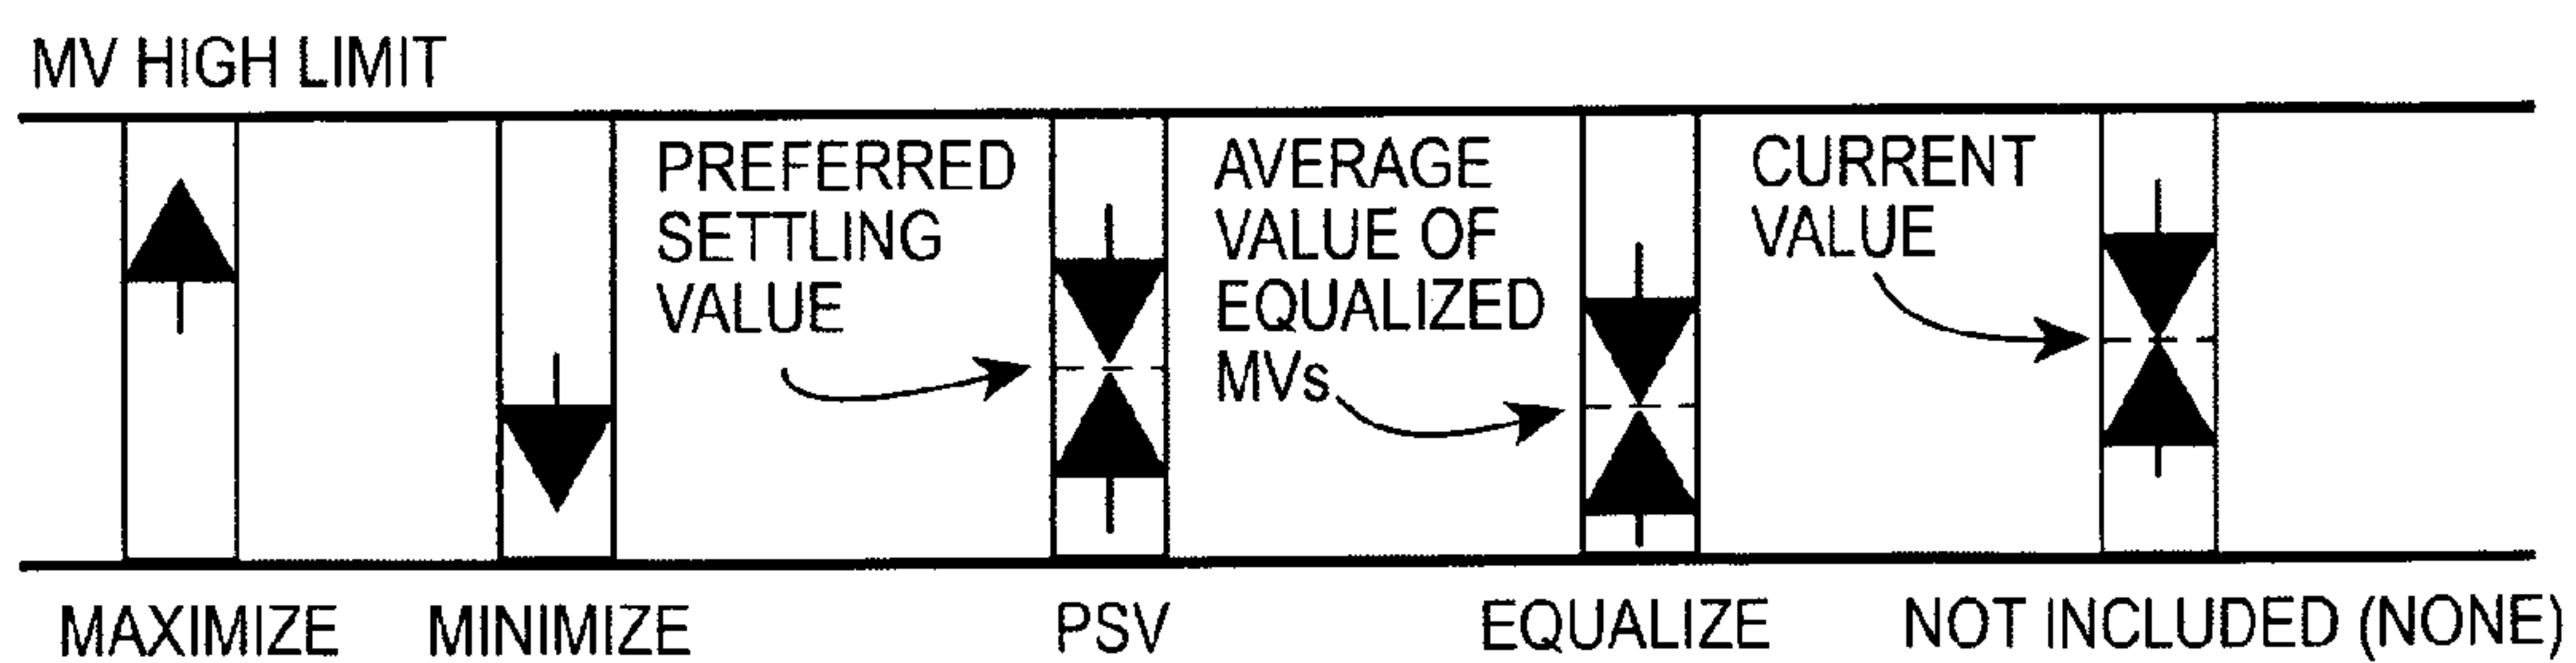 MV HIGH LIMIT
PREFERRED
SETTLING
VALUE
AVERAGE
VALUE OF
EQUALIZED
MVs
CURRENT
VALUE
MAXIMIZE
MINIMIZE
PSV
EQUALIZE
NOT INCLUDED (NONE)